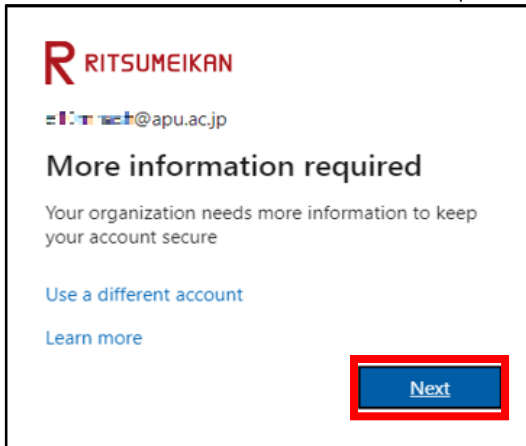 RITSUMEIKAN
@apu.ac.jp
More information required
Your organization needs more information to keep
your account secure
Use a different account
Learn more
Next